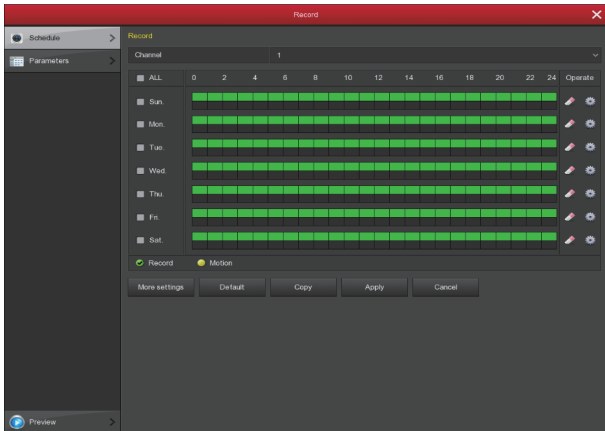 Record
Schedule
Parameters
Record
Channel 1
ALL 0 2 4 6 8 10 12 14 16 18 20 22 24 Operate
Sun.
Mon.
Tue.
Wed.
Thu.
Fri.
Sat.
Record Motion
More settings Default Copy Apply Cancel
Preview